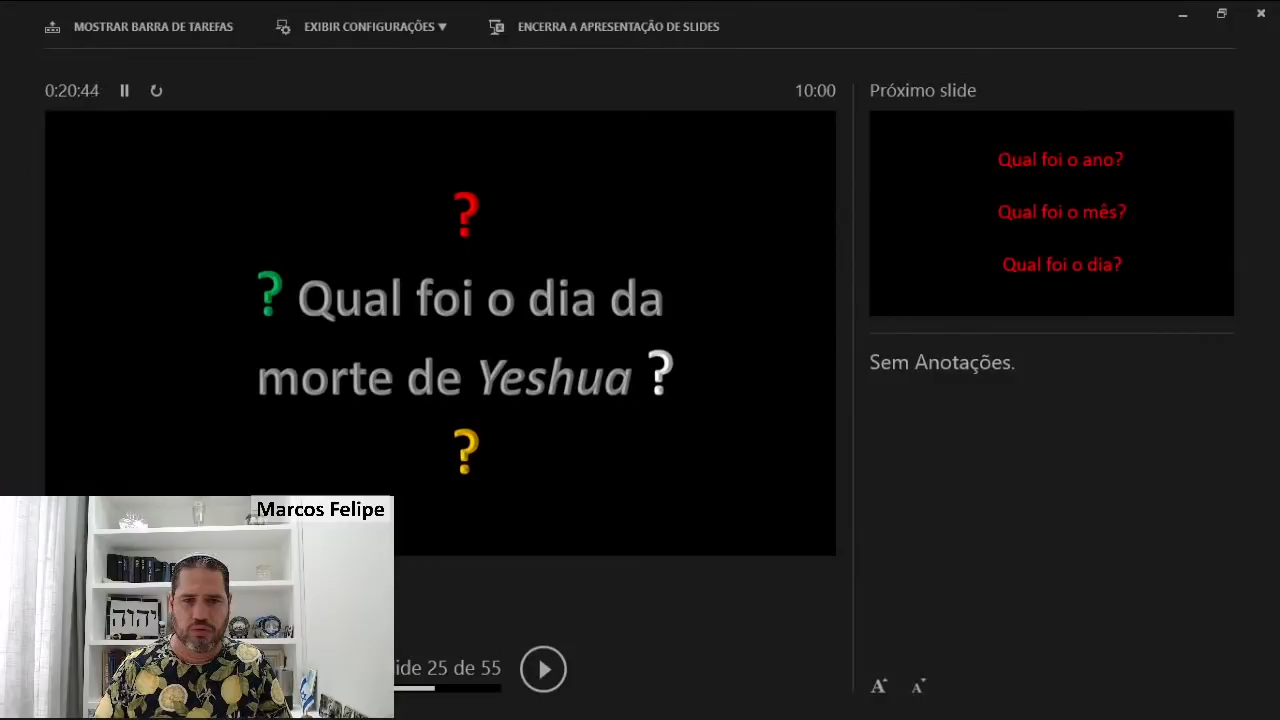 MOSTRAR BARRA DE TAREFAS
EXIBIR CONFIGURAÇÕES ▼
ENCERRA A APRESENTAÇÃO DE SLIDES
0:20:44
10:00
?
? Qual foi o dia da
morte de Yeshua ?
?
Próximo slide
Qual foi o ano?
Qual foi o mês?
Qual foi o dia?
Sem Anotações.
Marcos Felipe
יהוה
ide 25 de 55
A A